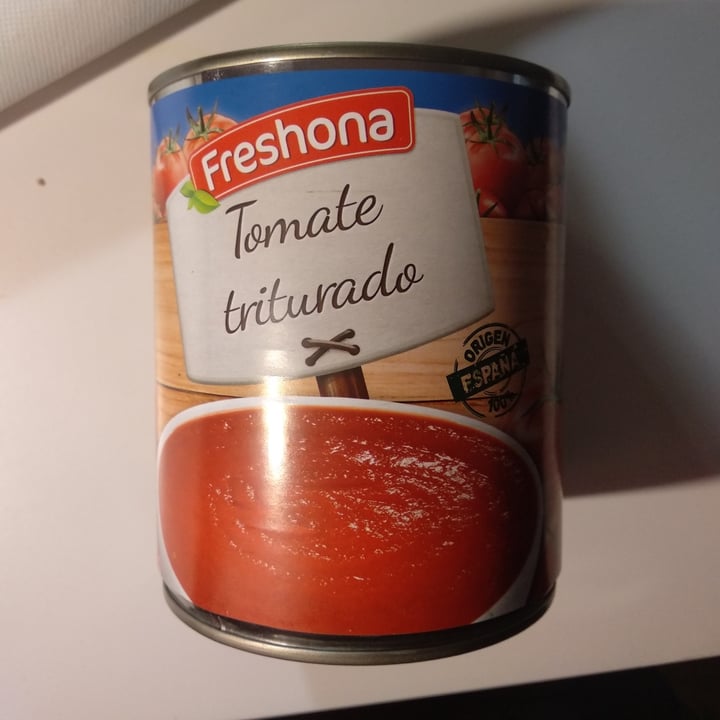 Freshona
Tomate
triturado
ORIGEN
ESPAÑA
100%